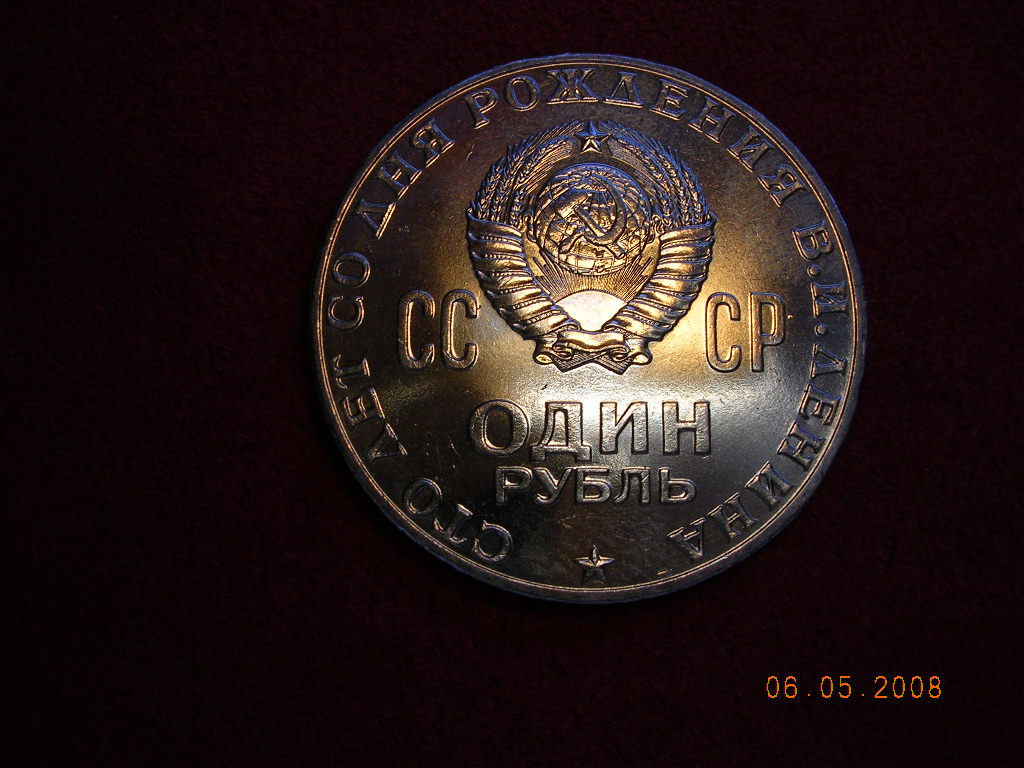 СТО ЛЕТ СО ДНЯ РОЖДЕНИЯ В.И.ЛЕНИНА
СС СР
ОДИН
РУБЛЬ
06.05.2008